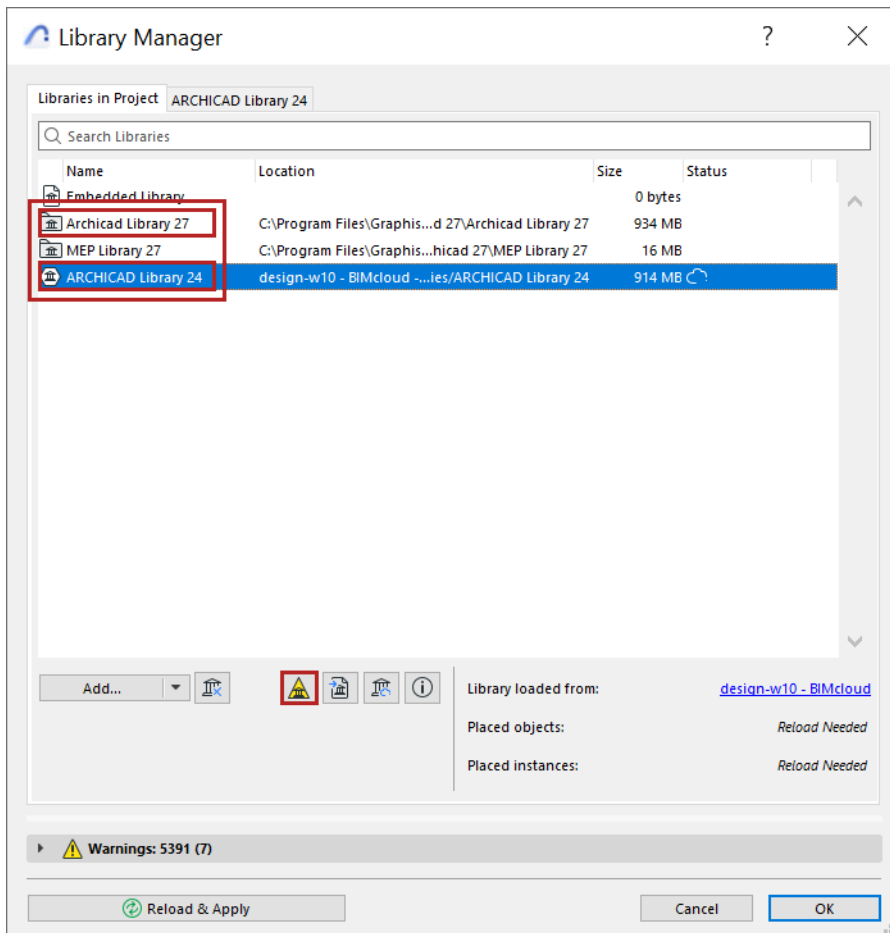 Library Manager ?
Libraries in Project ARCHICAD Library 24
Search Libraries
Name Location Size Status
Embedded Library 0 bytes
Archicad Library 27 C:\Program Files\Graphis...d 27\Archicad Library 27 934 MB
MEP Library 27 C:\Program Files\Graphis...hicad 27\MEP Library 27 16 MB
ARCHICAD Library 24 design-w10 - BIMcloud -...ies/ARCHICAD Library 24 914 MB
Add...
Library loaded from: design-w10 - BIMcloud
Placed objects: Reload Needed
Placed instances: Reload Needed
Warnings: 5391 (7)
Reload & Apply Cancel OK